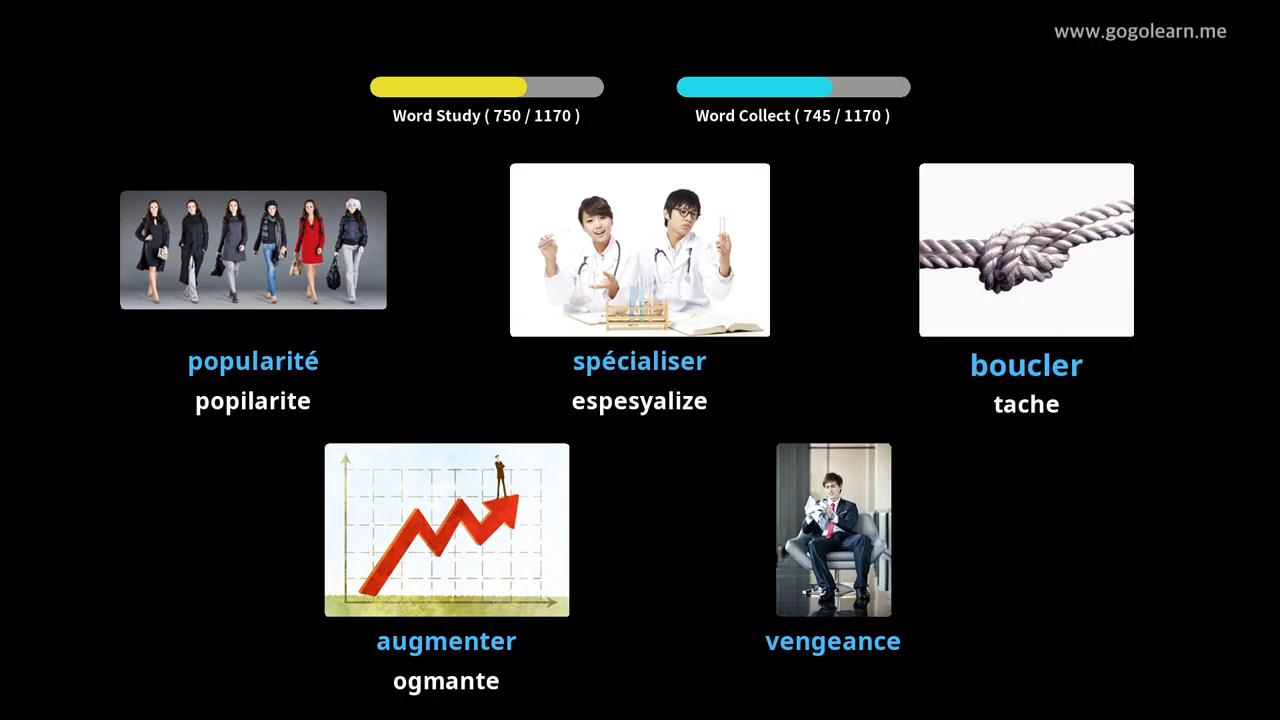 www.gogolearn.me
Word Study ( 750 / 1170 )
Word Collect ( 745 / 1170 )
popularité
popilarite
spécialiser
espesyalize
boucler
tache
augmenter
ogmante
vengeance